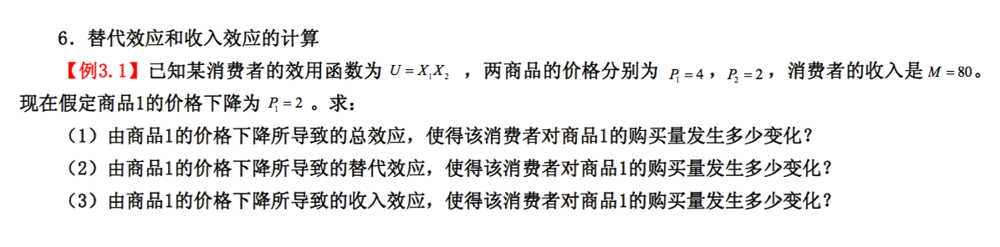 6．替代效应和收入效应的计算
【例3.1】已知某消费者的效用函数为 U=X₁X₂ ，两商品的价格分别为 P₁=4，P₂=2，消费者的收入是M=80。
现在假定商品1的价格下降为 P₁=2 。求：
（1）由商品1的价格下降所导致的总效应，使得该消费者对商品1的购买量发生多少变化？
（2）由商品1的价格下降所导致的替代效应，使得该消费者对商品1的购买量发生多少变化？
（3）由商品1的价格下降所导致的收入效应，使得该消费者对商品1的购买量发生多少变化？